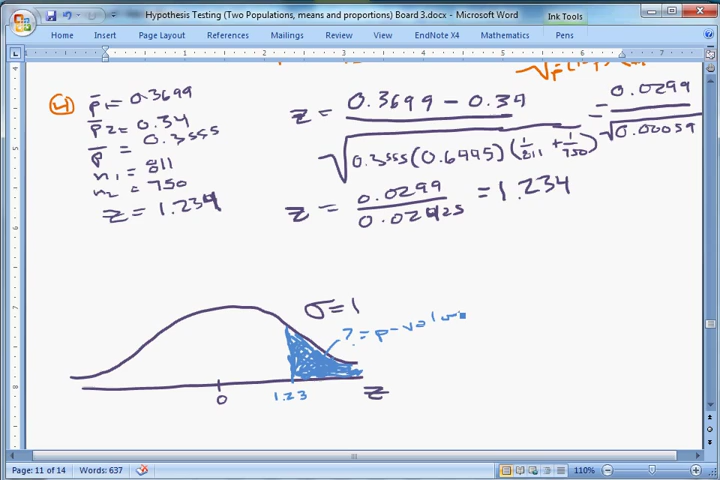 Hypothesis Testing (Two Populations, means and proportions) Board 3.docx - Microsoft Word
Ink Tools
Home Insert Page Layout References Mailings Review View EndNote X4 Mathematics Pens
4
p̄1= 0.3699
p̄2= 0.34
p̄ = 0.3555
n1 = 811
n2 = 750
z = 1.234
z = 0.3699 - 0.34 = 0.0299
√0.3555(0.6445)(1/811 + 1/750) √0.00059
z = 0.0299 = 1.234
0.02425
σ=1
? = p-value
0 1.23 z
Page: 11 of 14 Words: 637 110%